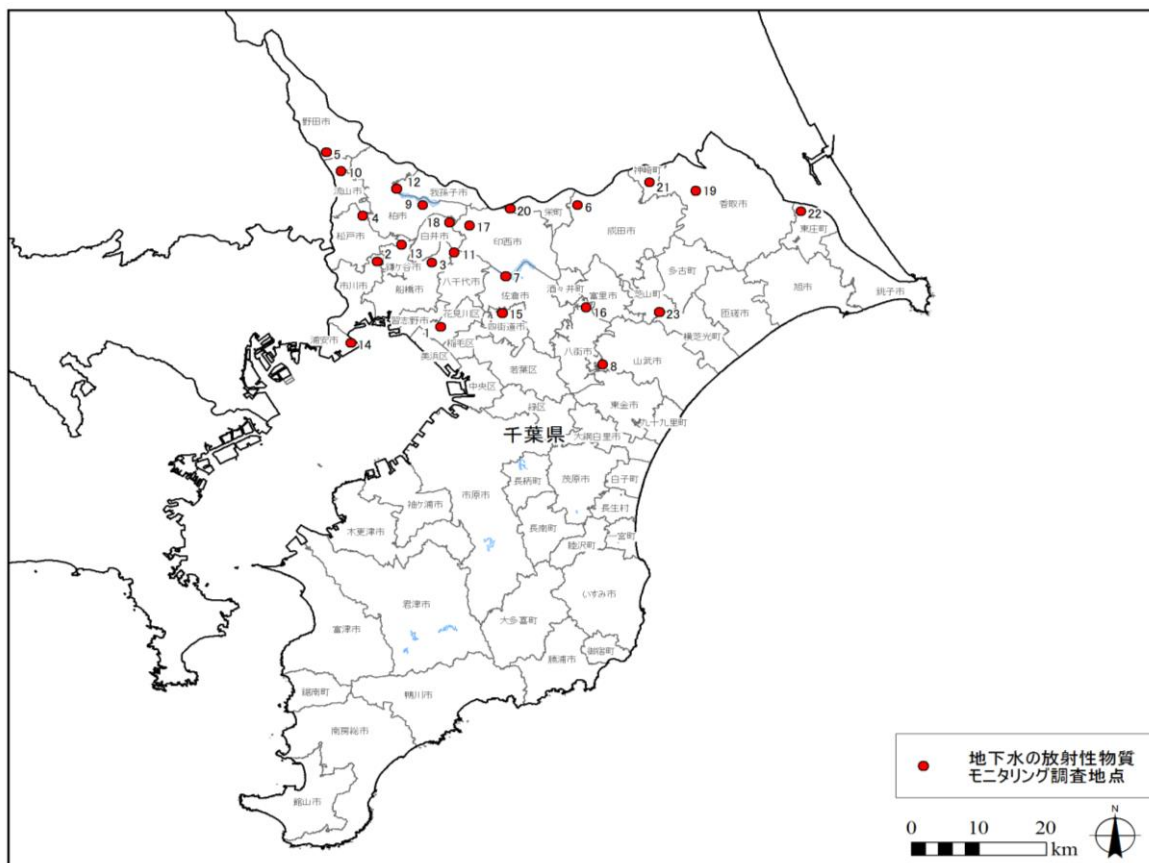 野田市
5
10
流山市
12
我孫子市
9
柏市
4
松戸市
18
17
白井市
20
印西市
栄町
6
成田市
神崎町
21
19
香取市
22
東庄町
2
13
鎌ケ谷市
3
11
市川市
船橋市
八千代市
7
佐倉市
酒々井町
富里市
16
多古町
芝山町
23
旭市
銚子市
匝瑳市
横芝光町
習志野市
花見川区
1
15
四街道市
浦安市
14
美浜区
稲毛区
若葉区
八街市
8
山武市
中央区
緑区
東金市
九十九里町
大網白里市
千葉県
市原市
長柄町
茂原市
白子町
袖ケ浦市
長生村
木更津市
長南町
一宮町
睦沢町
いすみ市
君津市
大多喜町
富津市
御宿町
勝浦市
鋸南町
鴨川市
南房総市
館山市
地下水の放射性物質
モニタリング調査地点
N
0 10 20
km